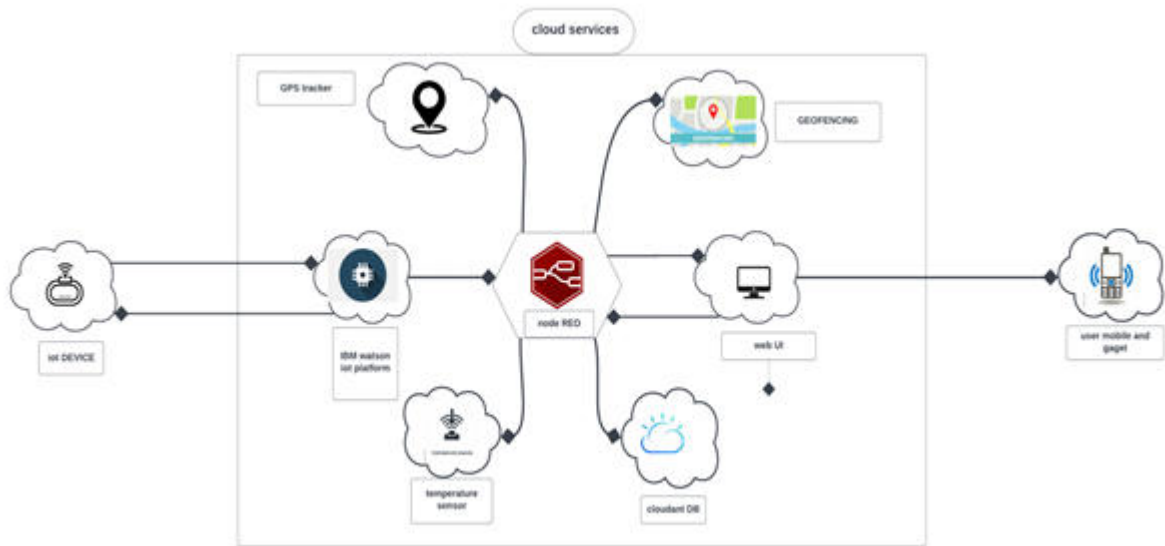 cloud services
GPS tracker
GEOFENCING
iot DEVICE
IBM watson
iot platform
node RED
web UI
user mobile and
gaget
temperature
sensor
cloudant DB